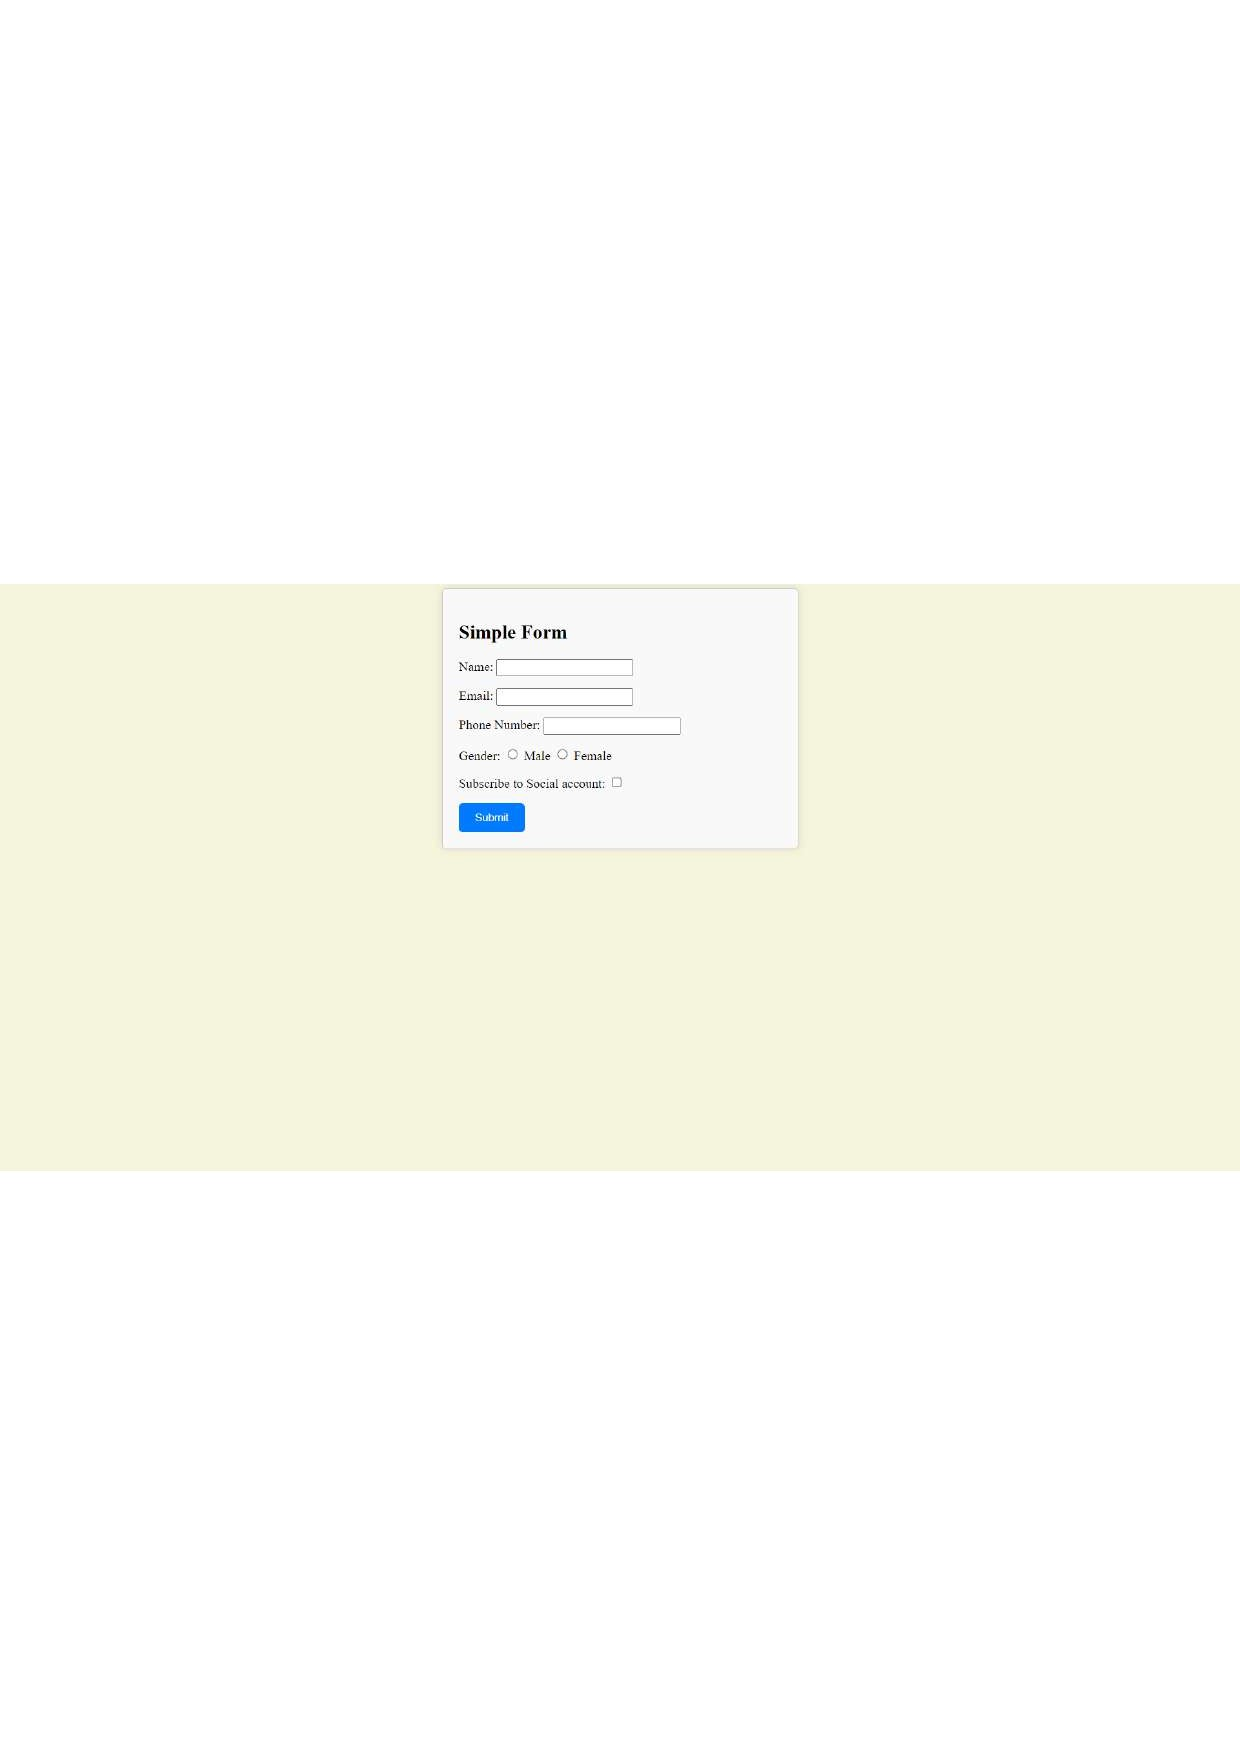 Simple Form
Name:
Email:
Phone Number:
Gender: Male Female
Subscribe to Social account:
Submit